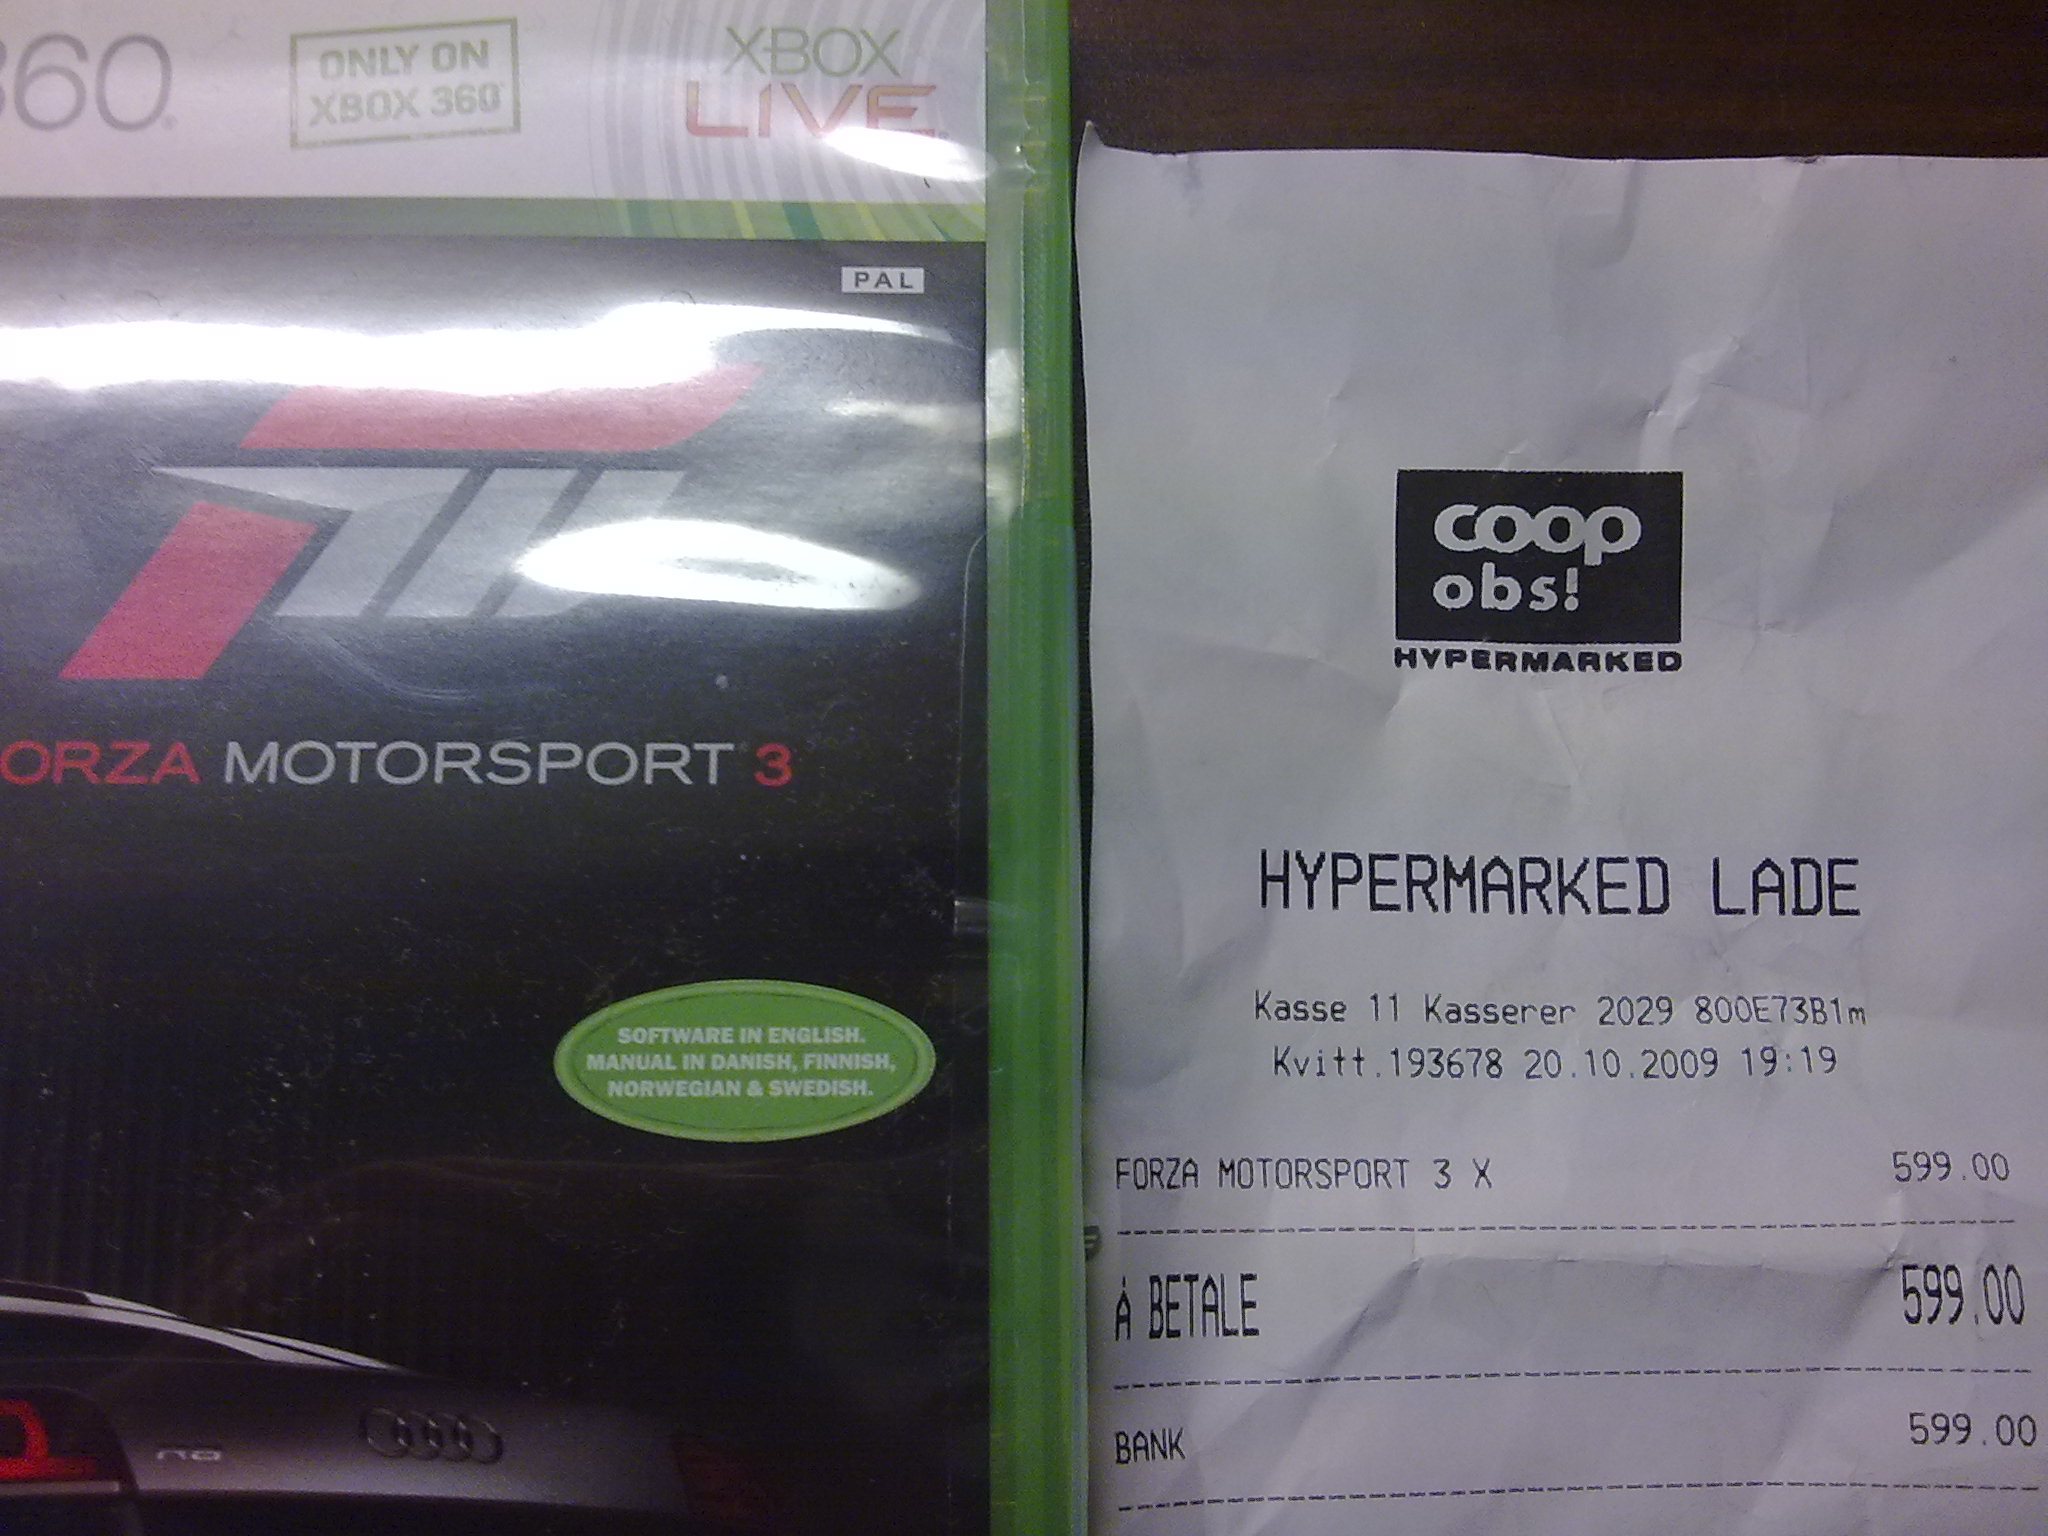 360
ONLY ON
XBOX 360
XBOX
LIVE
PAL
ORZA MOTORSPORT 3
SOFTWARE IN ENGLISH.
MANUAL IN DANISH, FINNISH,
NORWEGIAN & SWEDISH.
coop
obs!
HYPERMARKED
HYPERMARKED LADE
Kasse 11 Kasserer 2029 800E73B1m
Kvitt.193678 20.10.2009 19:19
FORZA MOTORSPORT 3 X 599.00
Å BETALE 599.00
BANK 599.00